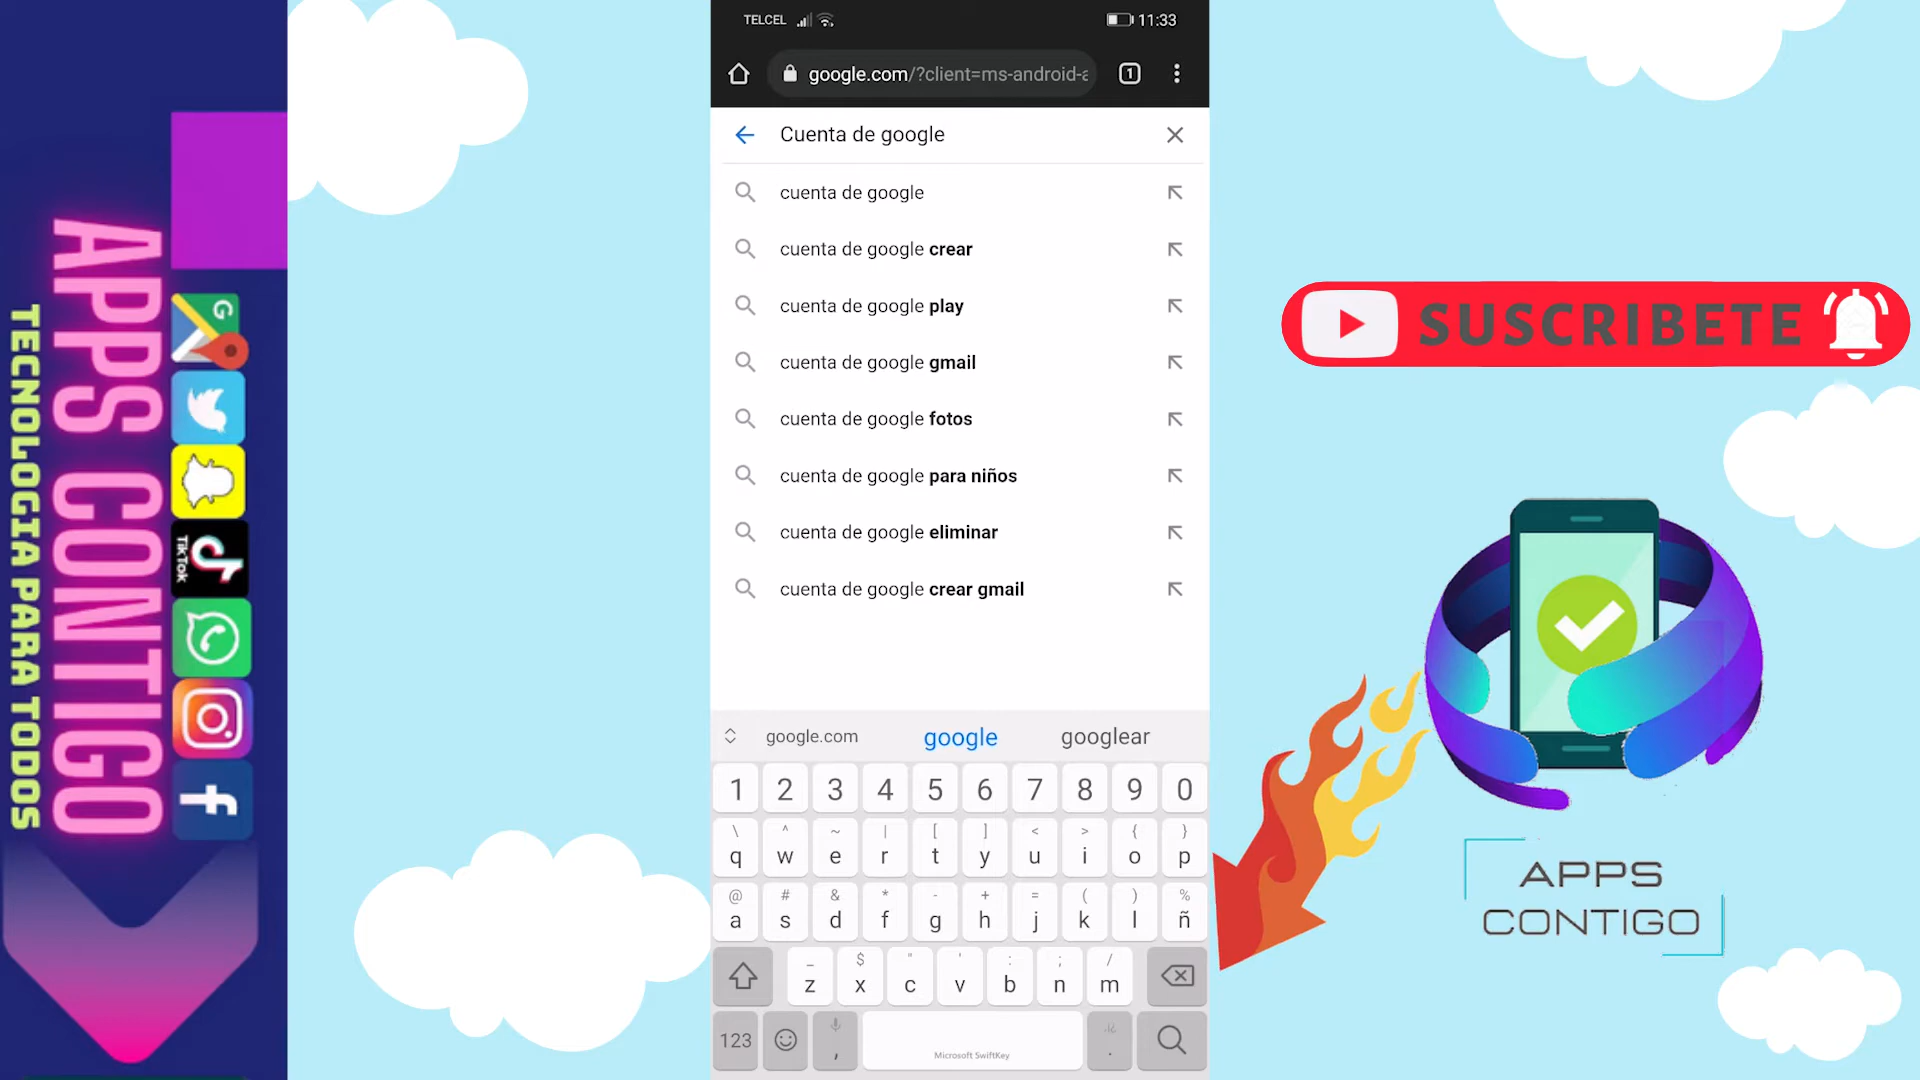 APPS CONTIGO
TECNOLOGIA PARA TODOS
G
TikTok
f
TELCEL
11:33
google.com/?client=ms-android-a
1
Cuenta de google
cuenta de google
cuenta de google crear
cuenta de google play
cuenta de google gmail
cuenta de google fotos
cuenta de google para niños
cuenta de google eliminar
cuenta de google crear gmail
google.com google googlear
1 2 3 4 5 6 7 8 9 0
\ ^ ~ | [ ] < > { }
q w e r t y u i o p
@ # & * - + = ( ) %
a s d f g h j k l ñ
_ $ " ' : ; /
z x c v b n m
123 , Microsoft SwiftKey .
SUSCRIBETE
APPS
CONTIGO